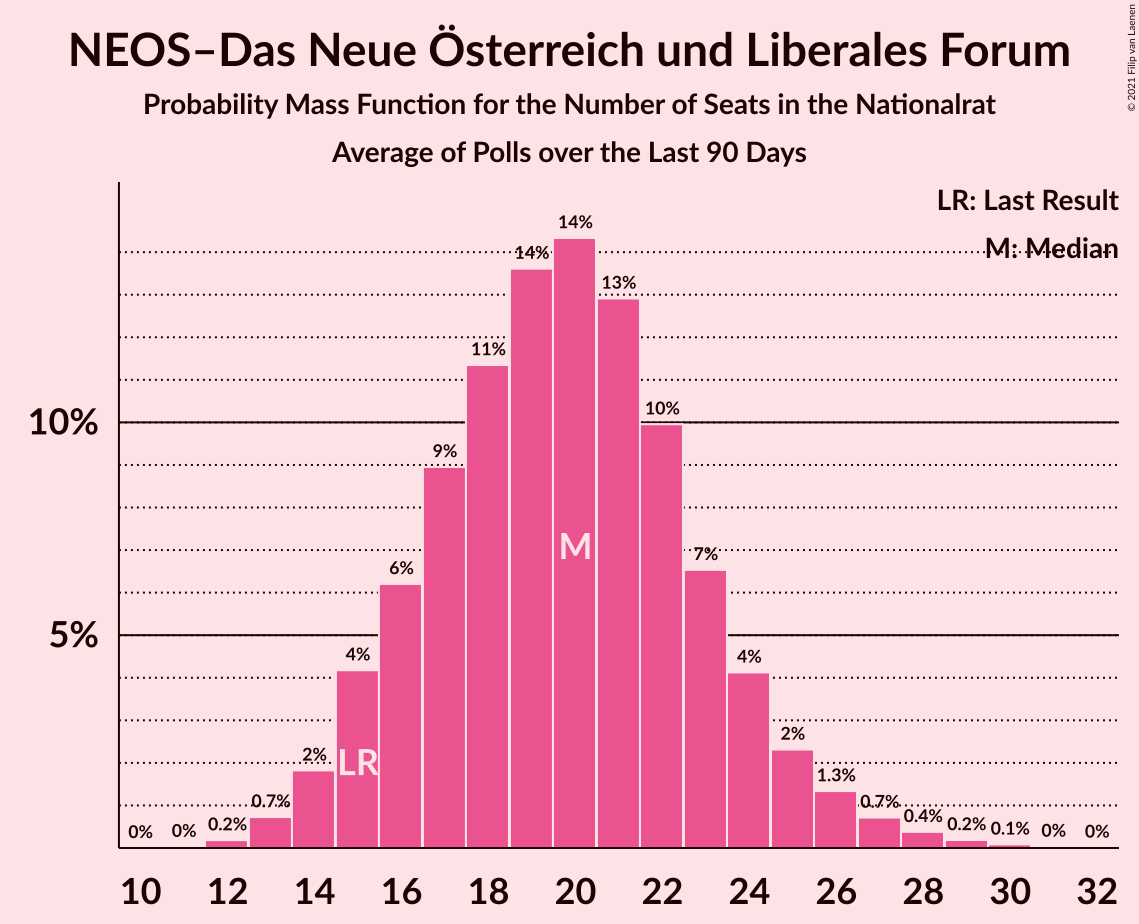 NEOS–Das Neue Österreich und Liberales Forum
Probability Mass Function for the Number of Seats in the Nationalrat
Average of Polls over the Last 90 Days
© 2021 Filip van Laenen
LR: Last Result
M: Median
10%
5%
0%
0%
0.2%
0.7%
2%
4%
6%
9%
11%
14%
14%
13%
10%
7%
4%
2%
1.3%
0.7%
0.4%
0.2%
0.1%
0%
0%
LR
M
10 12 14 16 18 20 22 24 26 28 30 32